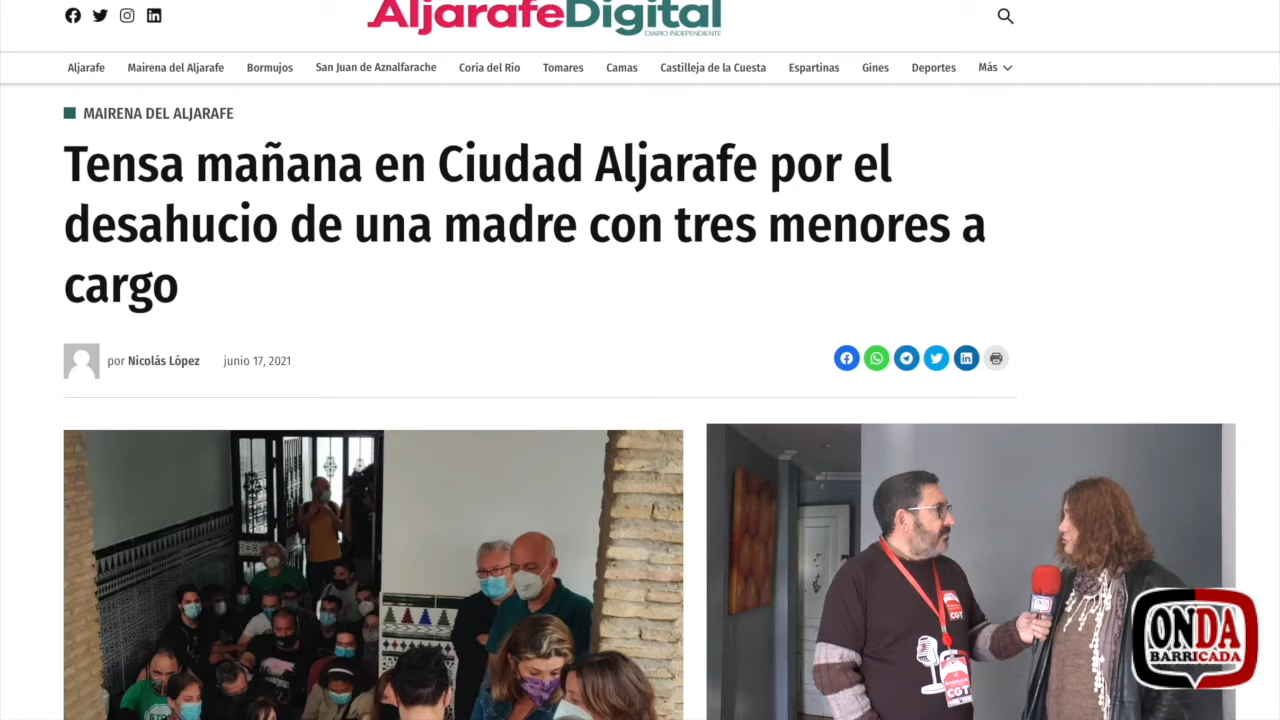 AljarafeDigital
DIARIO INDEPENDIENTE
Aljarafe Mairena del Aljarafe Bormujos San Juan de Aznalfarache Coria del Río Tomares Camas Castilleja de la Cuesta Espartinas Gines Deportes Más
MAIRENA DEL ALJARAFE
Tensa mañana en Ciudad Aljarafe por el
desahucio de una madre con tres menores a
cargo
por Nicolás López junio 17, 2021
CGT
CGT
ONDA
BARRICADA